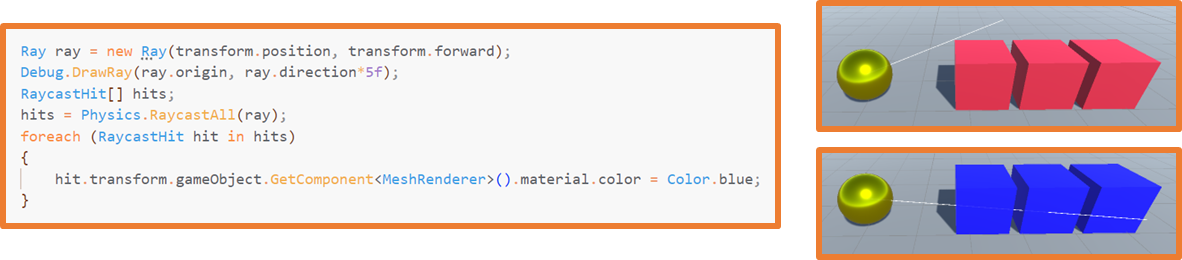 Ray ray = new Ray(transform.position, transform.forward);
Debug.DrawRay(ray.origin, ray.direction*5f);
RaycastHit[] hits;
hits = Physics.RaycastAll(ray);
foreach (RaycastHit hit in hits)
{
    hit.transform.gameObject.GetComponent<MeshRenderer>().material.color = Color.blue;
}